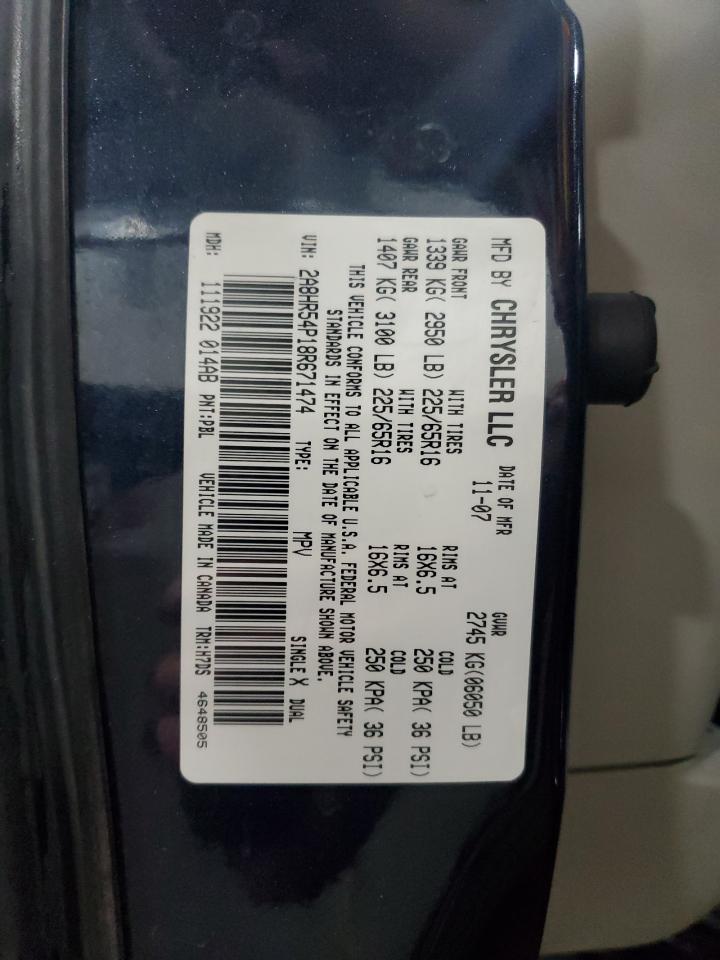 MFD BY CHRYSLER LLC DATE OF MFR GVWR
11-07 2745 KG(06050 LB)
GAWR FRONT WITH TIRES RIMS AT COLD
1339 KG( 2950 LB) 225/65R16 16X6.5 250 KPA( 36 PSI)
GAWR REAR WITH TIRES RIMS AT COLD
1407 KG( 3100 LB) 225/65R16 16X6.5 250 KPA( 36 PSI)
THIS VEHICLE CONFORMS TO ALL APPLICABLE U.S.A. FEDERAL MOTOR VEHICLE SAFETY
STANDARDS IN EFFECT ON THE DATE OF MANUFACTURE SHOWN ABOVE.
VIN: 2A8HR54P18R671474 TYPE: MPV SINGLE X DUAL
MDH: 111922 014AB PNT:PBL VEHICLE MADE IN CANADA TRM:H7DS 4648505